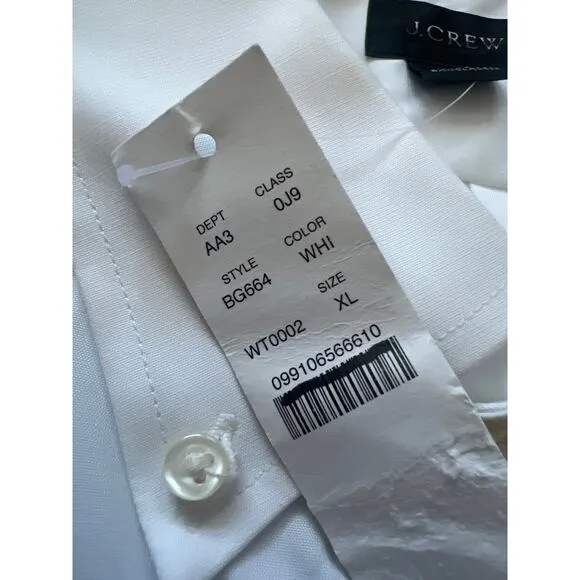 J.CREW
DEPT CLASS
AA3 0J9
STYLE COLOR
BG664 WHI
SIZE
WT0002 XL
099106566610